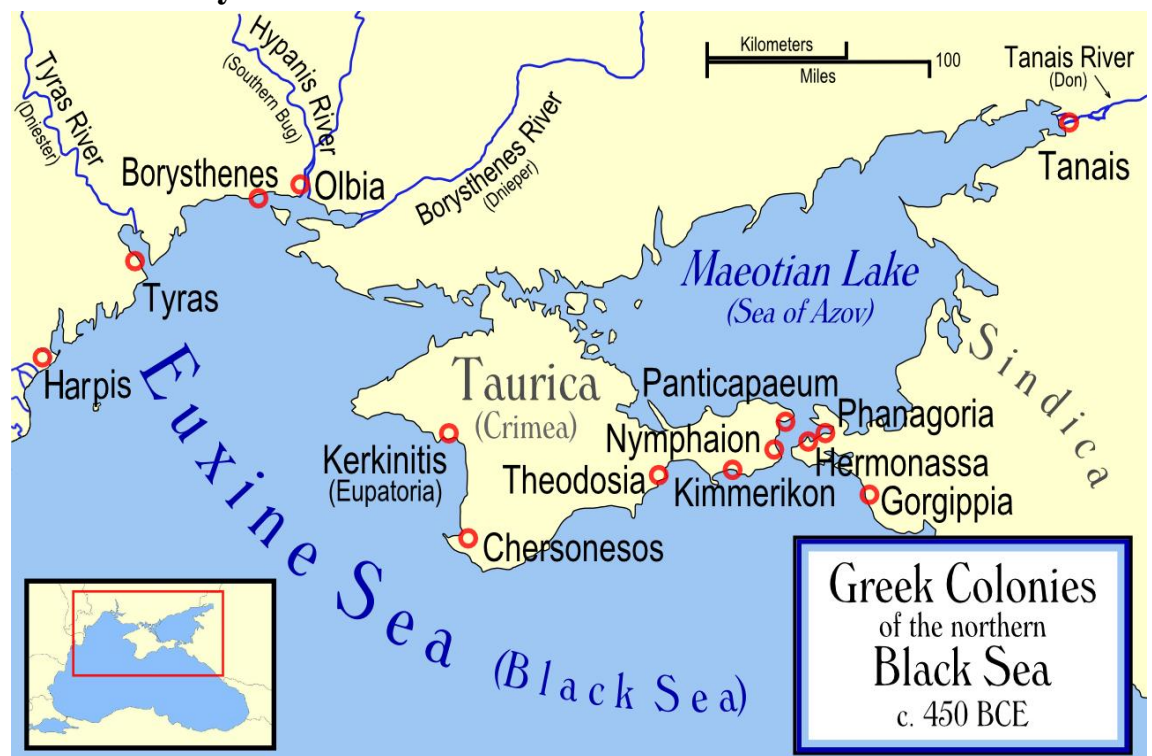 Kilometers
Miles
100
Tanais River
(Don)
Tyras River
(Dniester)
Hypanis River
(Southern Bug)
Borysthenes
Olbia
Borysthenes River
(Dnieper)
Tanais
Tyras
Maeotian Lake
(Sea of Azov)
Harpis
Sindica
Taurica
(Crimea)
Panticapaeum
Phanagoria
Nymphaion
Hermonassa
Kerkinitis
(Eupatoria)
Theodosia
Kimmerikon
Gorgippia
Chersonesos
Euxine Sea (Black Sea)
Greek Colonies
of the northern
Black Sea
c. 450 BCE